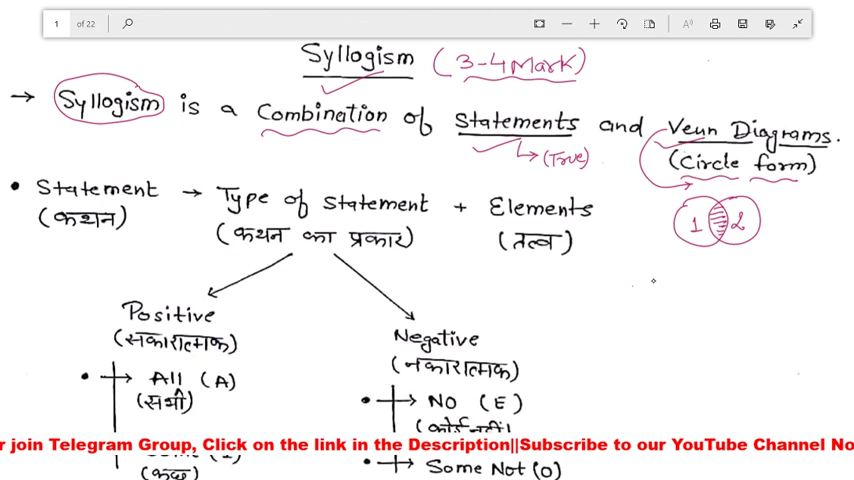 1 of 22
Syllogism (3-4 Mark)
→ Syllogism is a Combination of Statements and Venn Diagrams.
→ (True) (Circle form)
• Statement → Type of statement + Elements
(कथन) (कथन का प्रकार) (तत्व)
1 2
Positive
(सकारात्मक)
Negative
(नकारात्मक)
• → All (A)
(सभी)
• → NO (E)
(कोई नहीं)
r join Telegram Group, Click on the link in the Description||Subscribe to our YouTube Channel No
(कुछ)
• → Some Not (O)